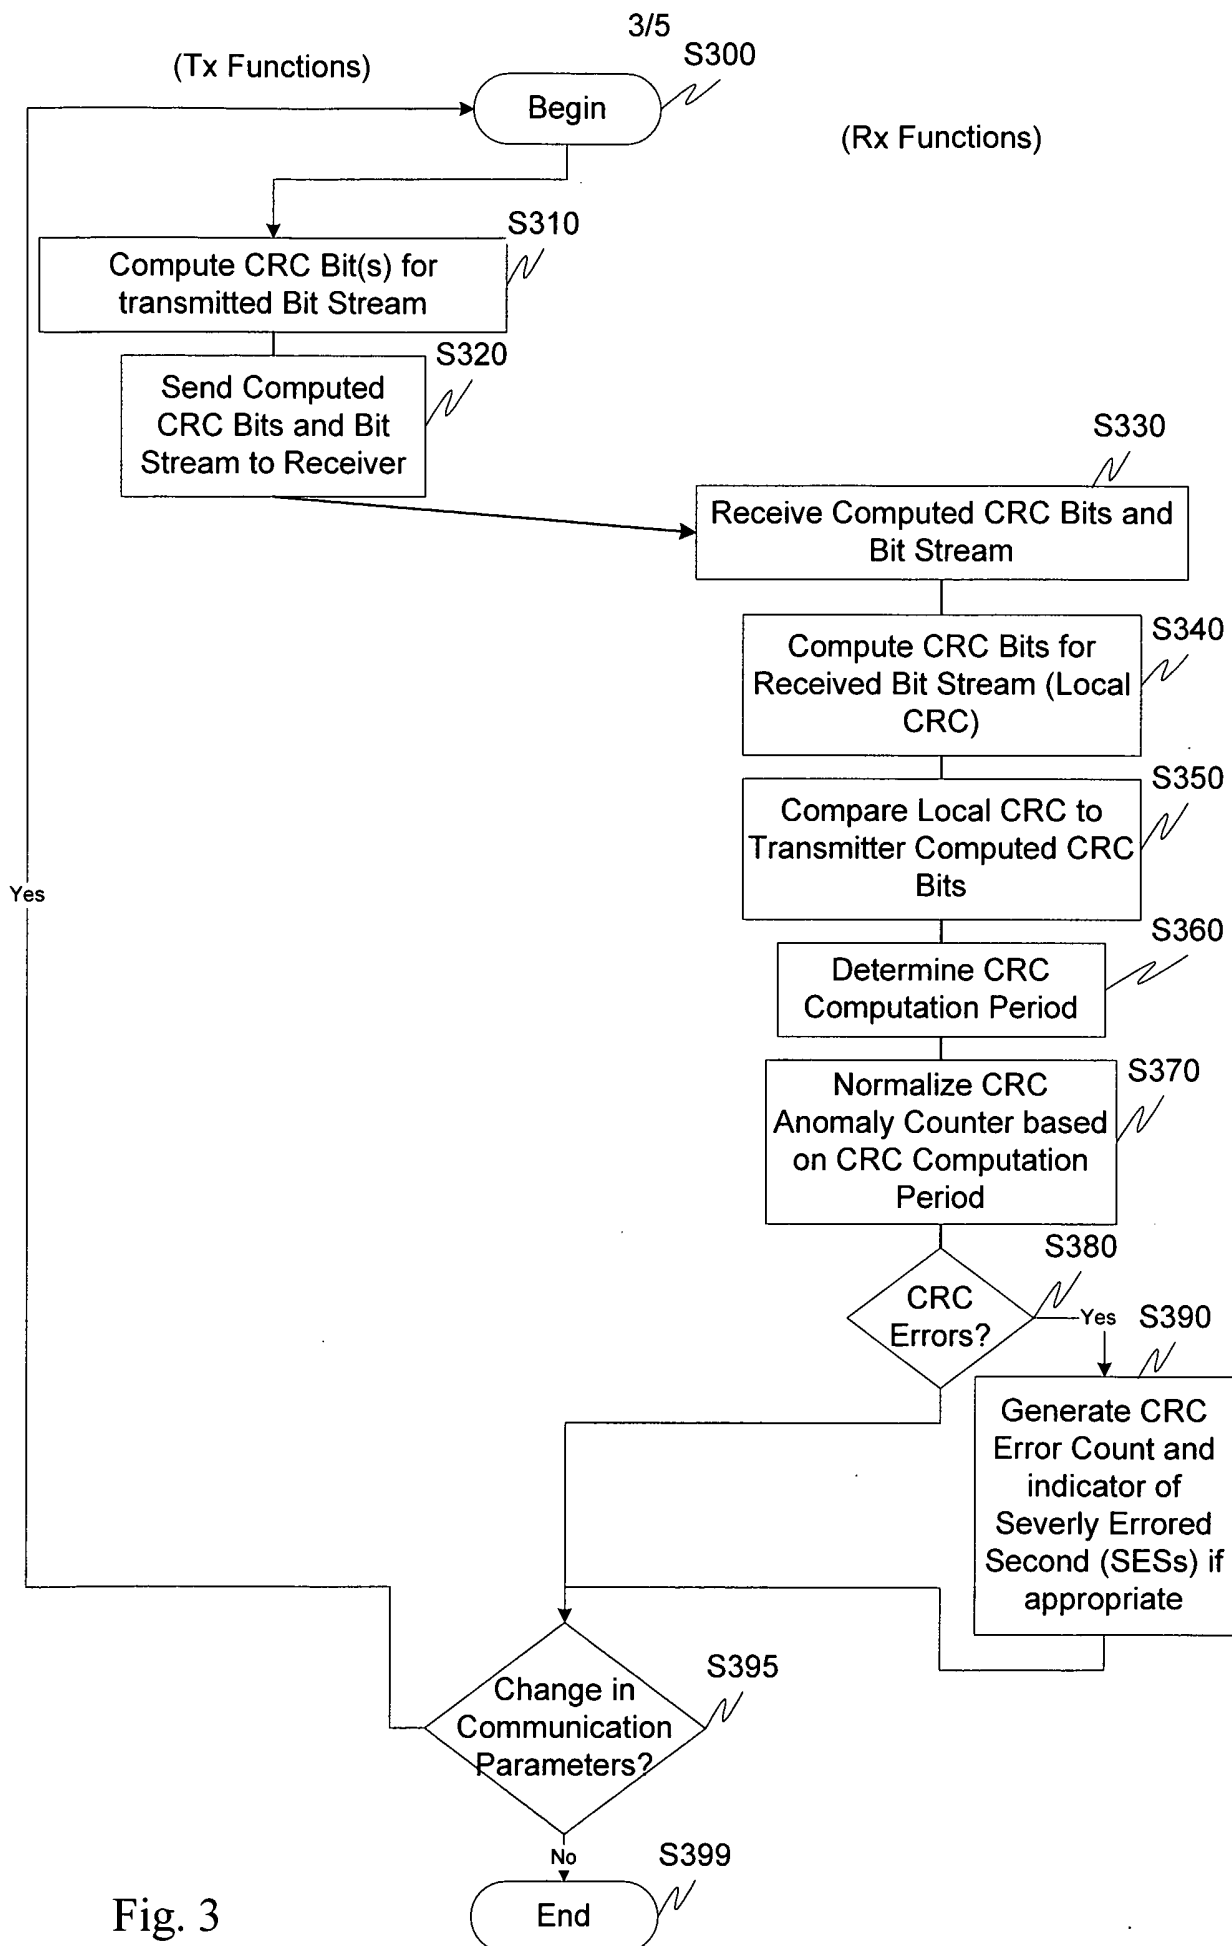 3/5
(Tx Functions)
S300
Begin
(Rx Functions)
S310
Compute CRC Bit(s) for
transmitted Bit Stream
S320
Send Computed
CRC Bits and Bit
Stream to Receiver
S330
Receive Computed CRC Bits and
Bit Stream
S340
Compute CRC Bits for
Received Bit Stream (Local
CRC)
S350
Compare Local CRC to
Transmitter Computed CRC
Bits
Yes
S360
Determine CRC
Computation Period
S370
Normalize CRC
Anomaly Counter based
on CRC Computation
Period
S380
CRC
Errors?
Yes
S390
Generate CRC
Error Count and
indicator of
Severly Errored
Second (SESs) if
appropriate
S395
Change in
Communication
Parameters?
No
S399
End
Fig. 3